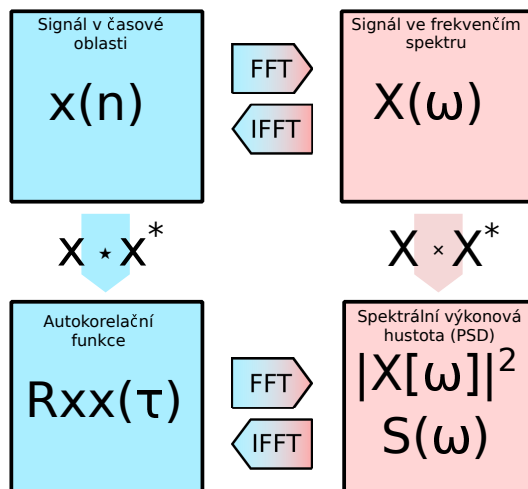 Signál v časové
oblasti
x(n)
FFT
IFFT
Signál ve frekvenčím
spektru
X(ω)
x ⋆ x*
X × X*
Autokorelační
funkce
Rxx(τ)
FFT
IFFT
Spektrální výkonová
hustota (PSD)
|X[ω]|²
S(ω)